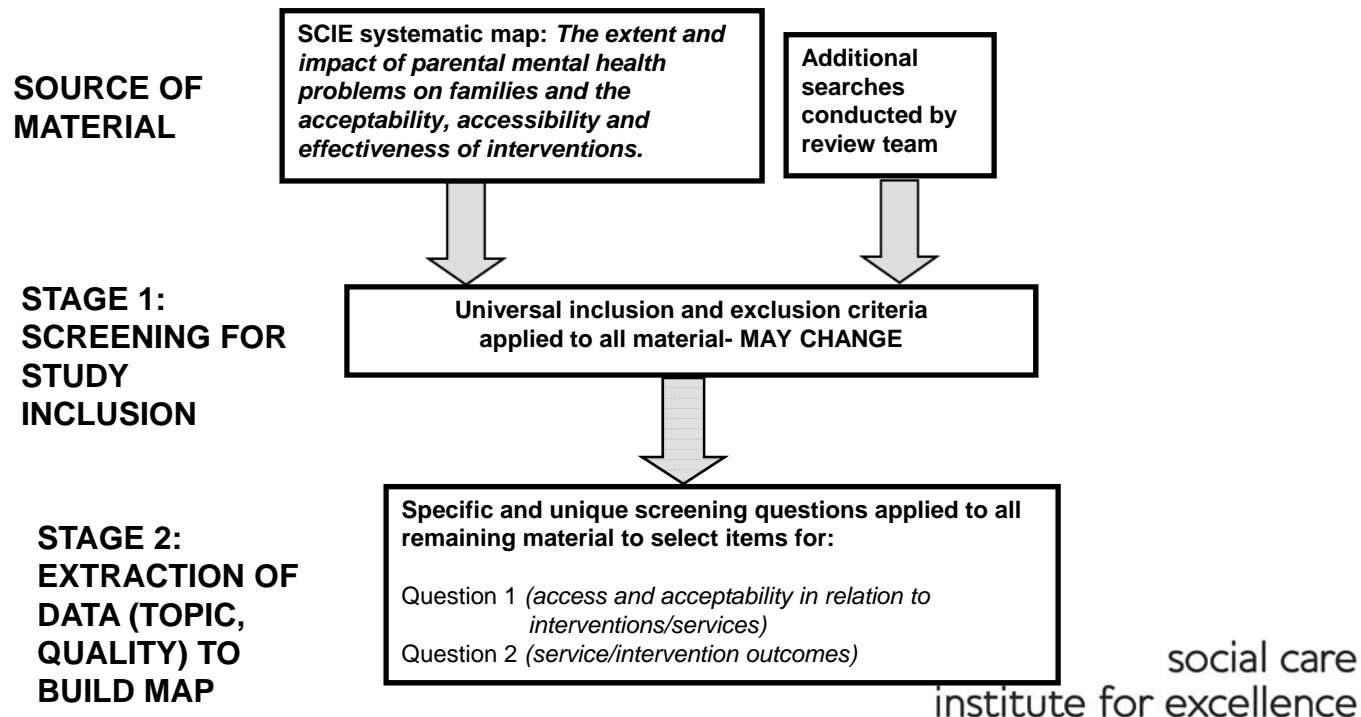 SOURCE OF
MATERIAL
SCIE systematic map: The extent and
impact of parental mental health
problems on families and the
acceptability, accessibility and
effectiveness of interventions.
Additional
searches
conducted by
review team
STAGE 1:
SCREENING FOR
STUDY
INCLUSION
Universal inclusion and exclusion criteria
applied to all material- MAY CHANGE
STAGE 2:
EXTRACTION OF
DATA (TOPIC,
QUALITY) TO
BUILD MAP
Specific and unique screening questions applied to all
remaining material to select items for:
Question 1 (access and acceptability in relation to
interventions/services)
Question 2 (service/intervention outcomes)
social care
institute for excellence